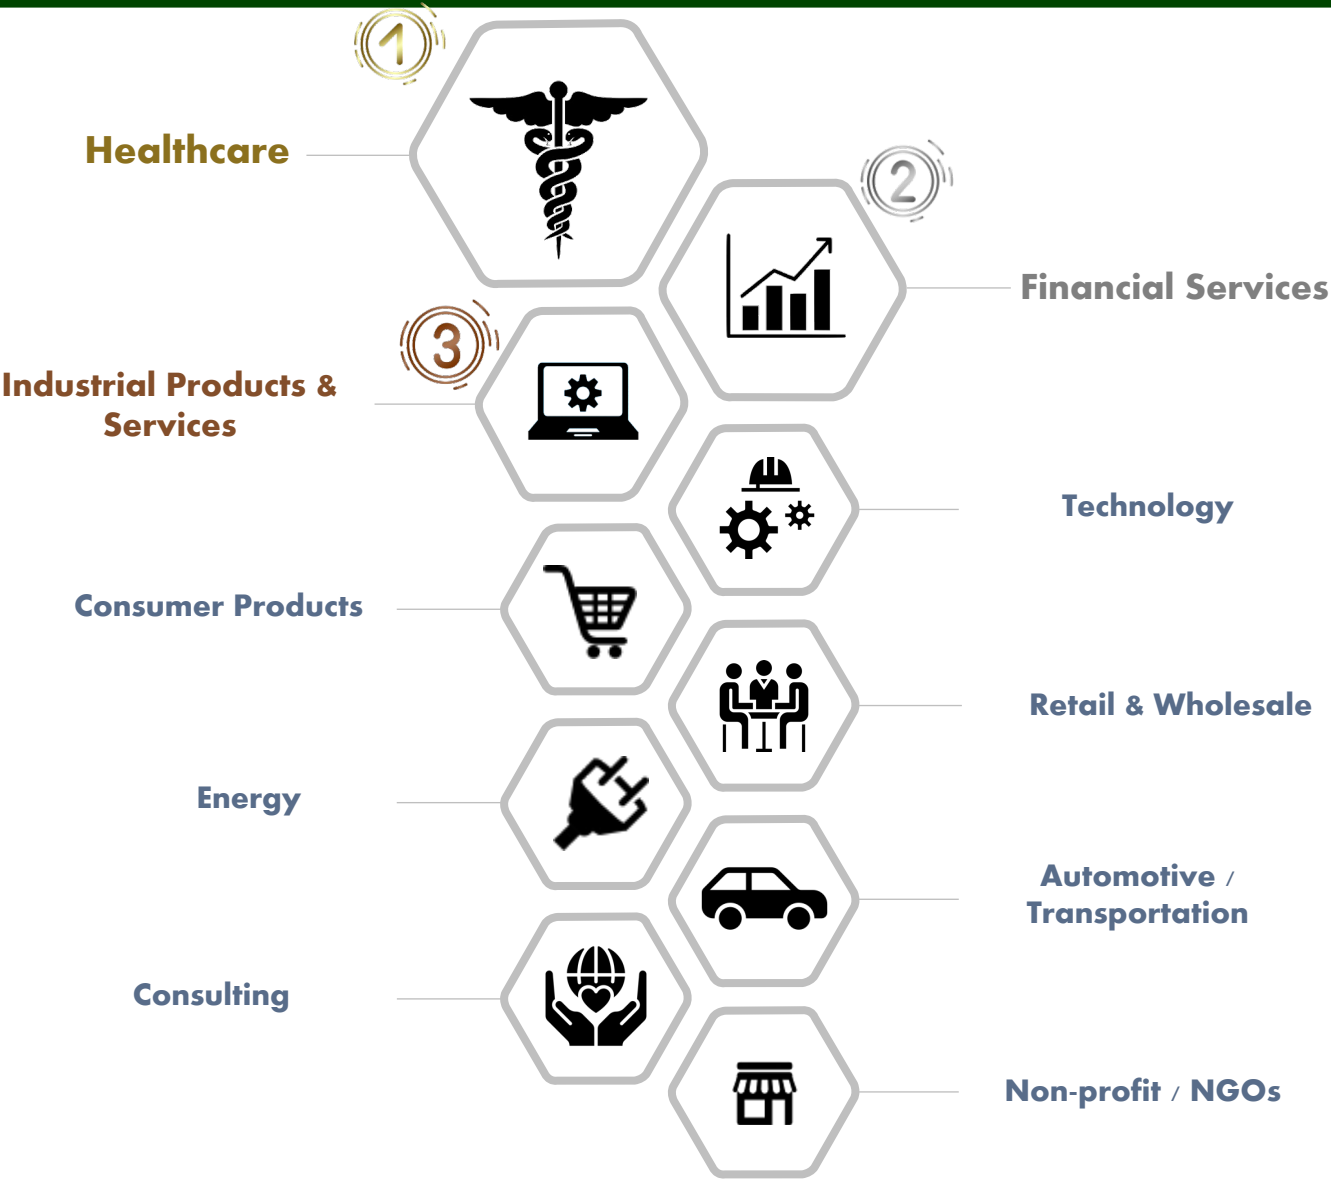 1
Healthcare
2
Financial Services
3
Industrial Products &
Services
Technology
Consumer Products
Retail & Wholesale
Energy
Automotive /
Transportation
Consulting
Non-profit / NGOs